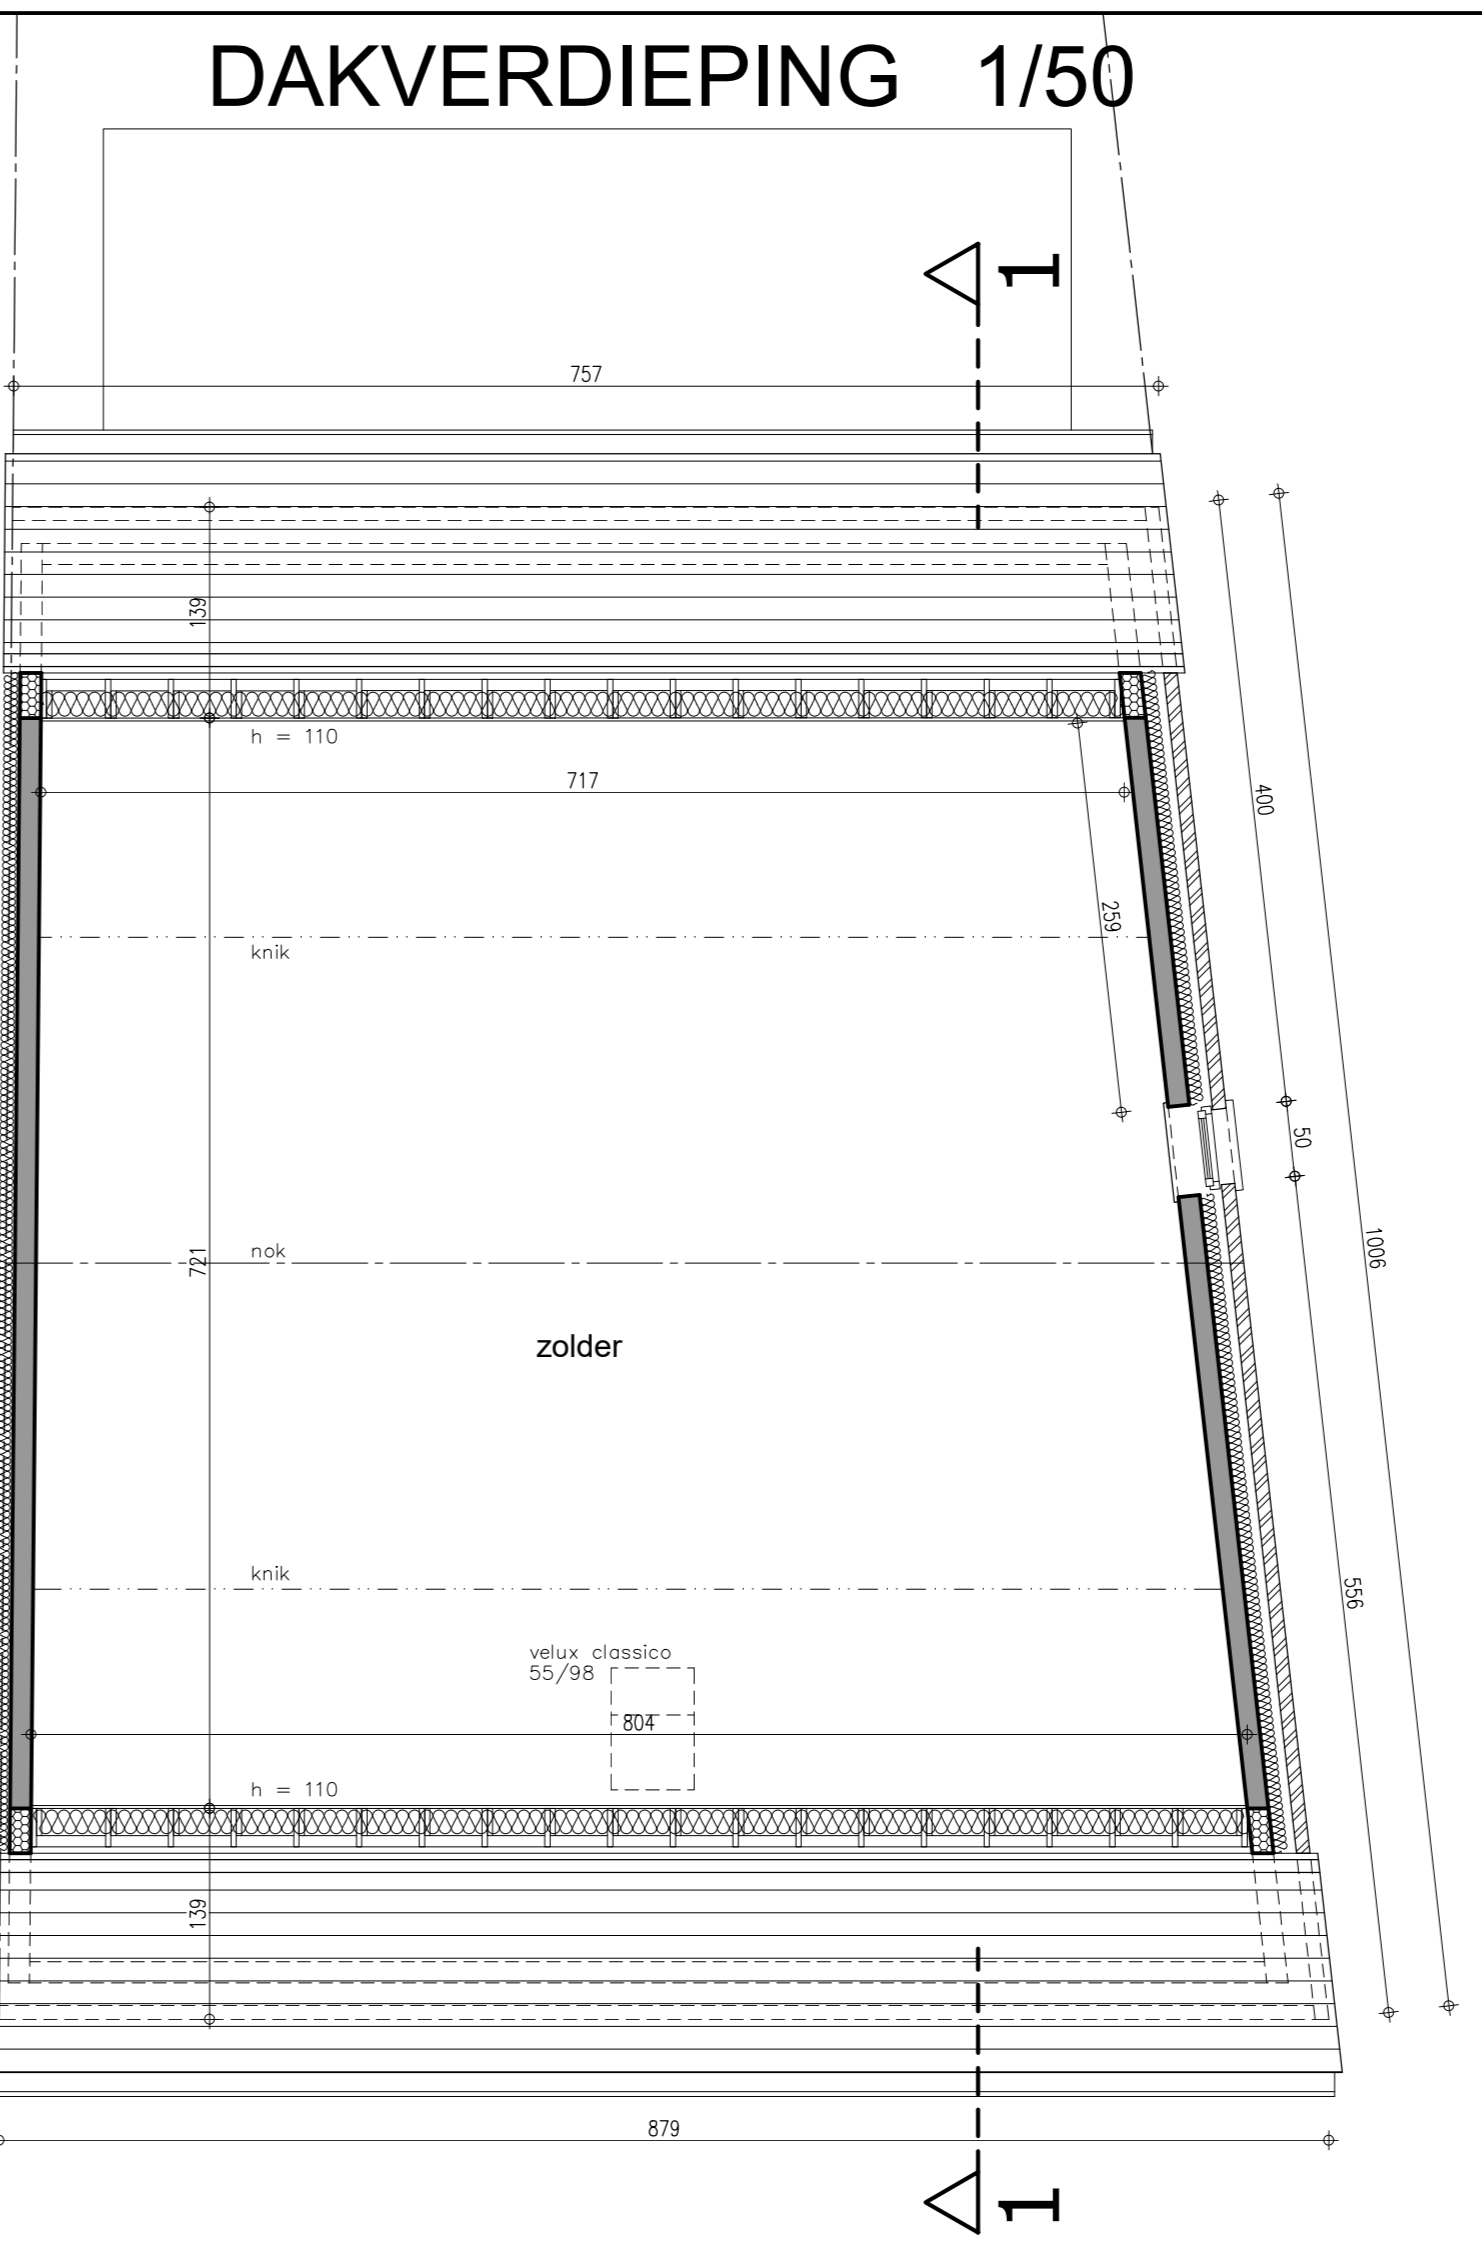 DAKVERDIEPING 1/50
1
757
139
h = 110
717
400
259
knik
50
nok
721
1006
zolder
knik
556
velux classico
55/98
804
h = 110
139
879
1